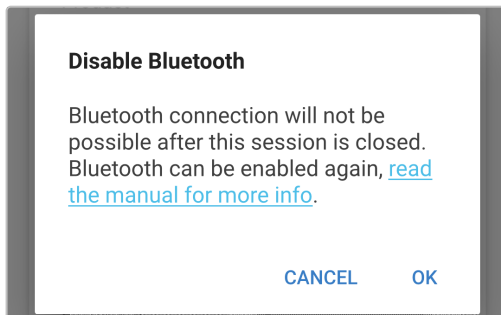 Disable Bluetooth
Bluetooth connection will not be
possible after this session is closed.
Bluetooth can be enabled again, read
the manual for more info.
CANCEL OK